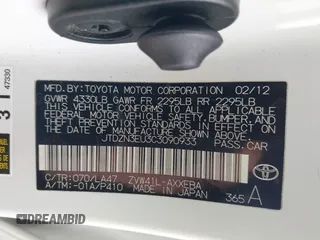 MFD. BY: TOYOTA MOTOR CORPORATION 02/12
GVWR 4330LB GAWR FR 2295LB RR 2295LB
THIS VEHICLE CONFORMS TO ALL APPLICABLE
FEDERAL MOTOR VEHICLE SAFETY, BUMPER, AND
THEFT PREVENTION STANDARDS IN EFFECT ON
THE DATE OF MANUFACTURE SHOWN ABOVE.
JTDZN3EU3C3090933
PASS. CAR
C/TR: 070/LA47 ZVW41L-AXXEBA
A/TM: -01A/P410 MADE IN JAPAN 365 A
TOYOTA
47330
© DREAMBID